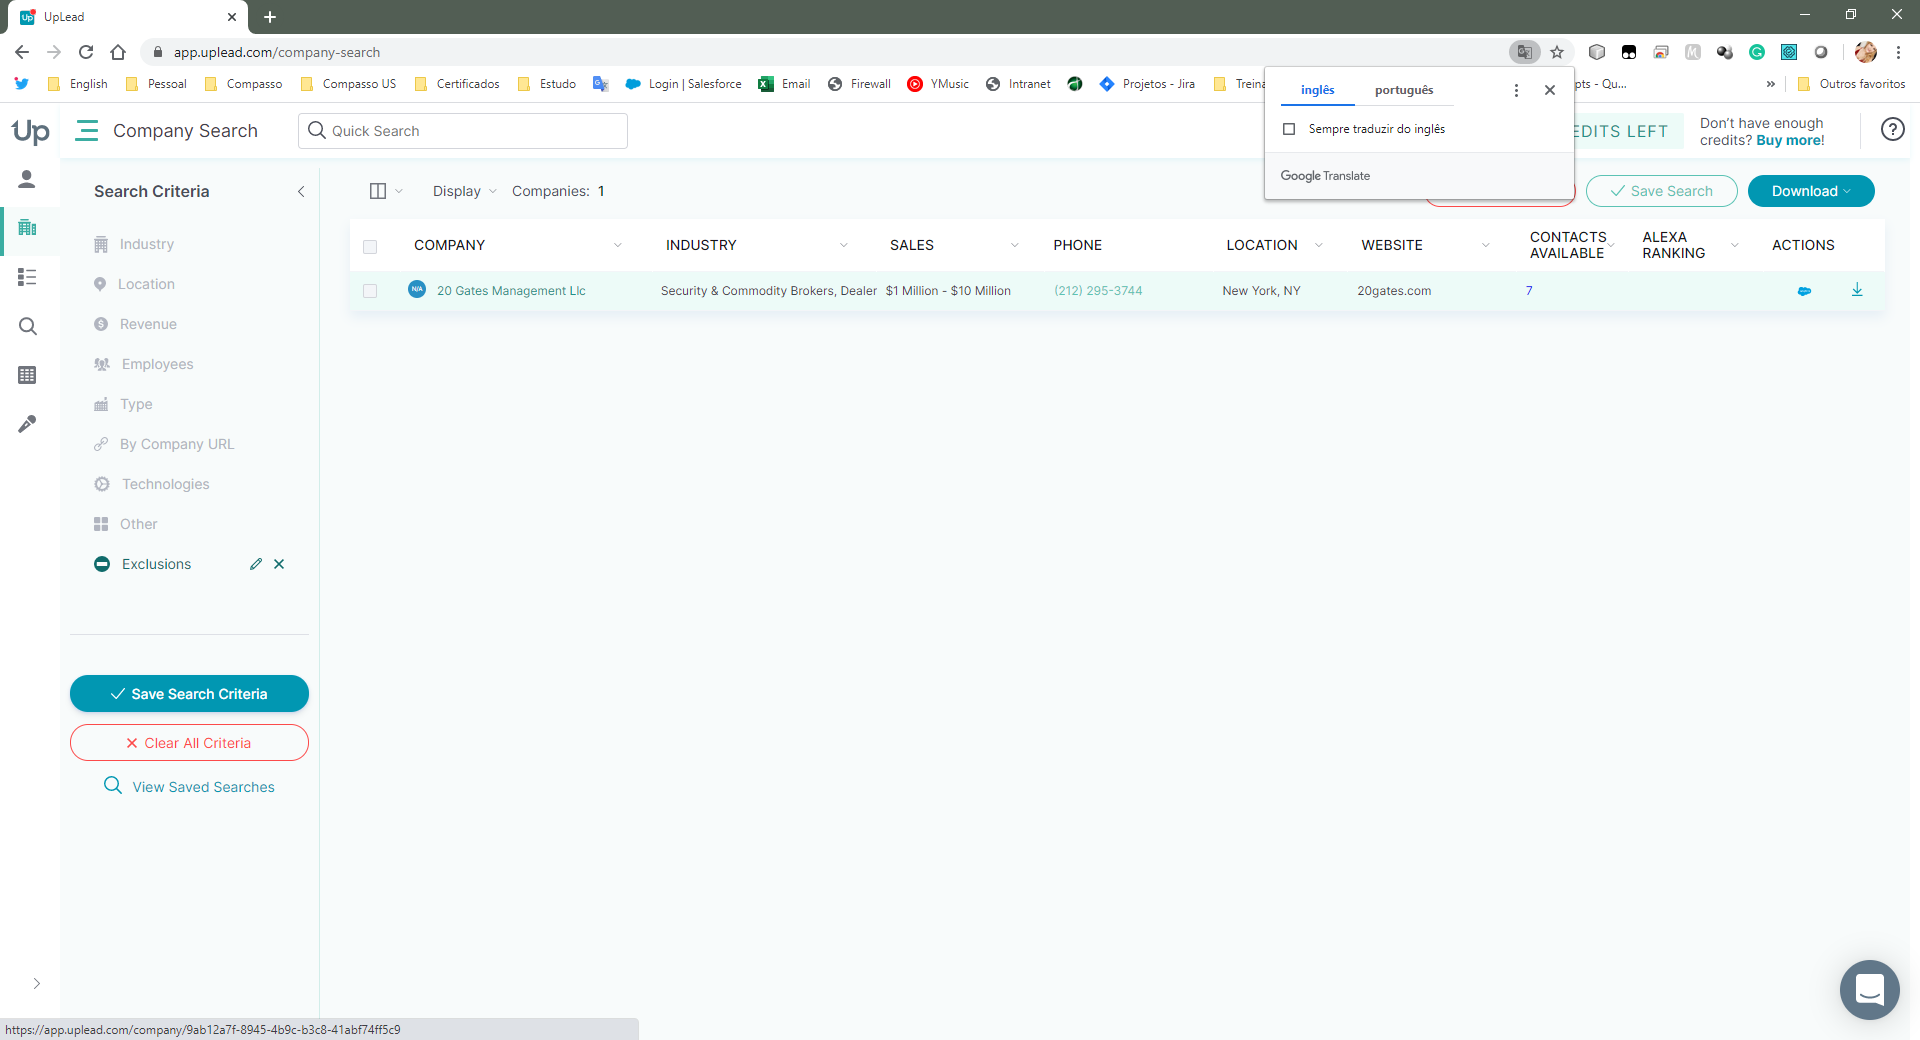 UpLead
app.uplead.com/company-search
English
Pessoal
Compasso
Compasso US
Certificados
Estudo
Login | Salesforce
Email
Firewall
YMusic
Intranet
Projetos - Jira
pts - Qu...
Outros favoritos
inglês
português
Sempre traduzir do inglês
Google Translate
Up
Company Search
Quick Search
EDITS LEFT
Don't have enough
credits? Buy more!
Search Criteria
Display
Companies: 1
Save Search
Download
Industry
Location
Revenue
Employees
Type
By Company URL
Technologies
Other
Exclusions
COMPANY
INDUSTRY
SALES
PHONE
LOCATION
WEBSITE
CONTACTS
AVAILABLE
ALEXA
RANKING
ACTIONS
N/A
20 Gates Management Llc
Security & Commodity Brokers, Dealer
$1 Million - $10 Million
(212) 295-3744
New York, NY
20gates.com
7
Save Search Criteria
Clear All Criteria
View Saved Searches
https://app.uplead.com/company/9ab12a7f-8945-4b9c-b3c8-41abf74ff5c9